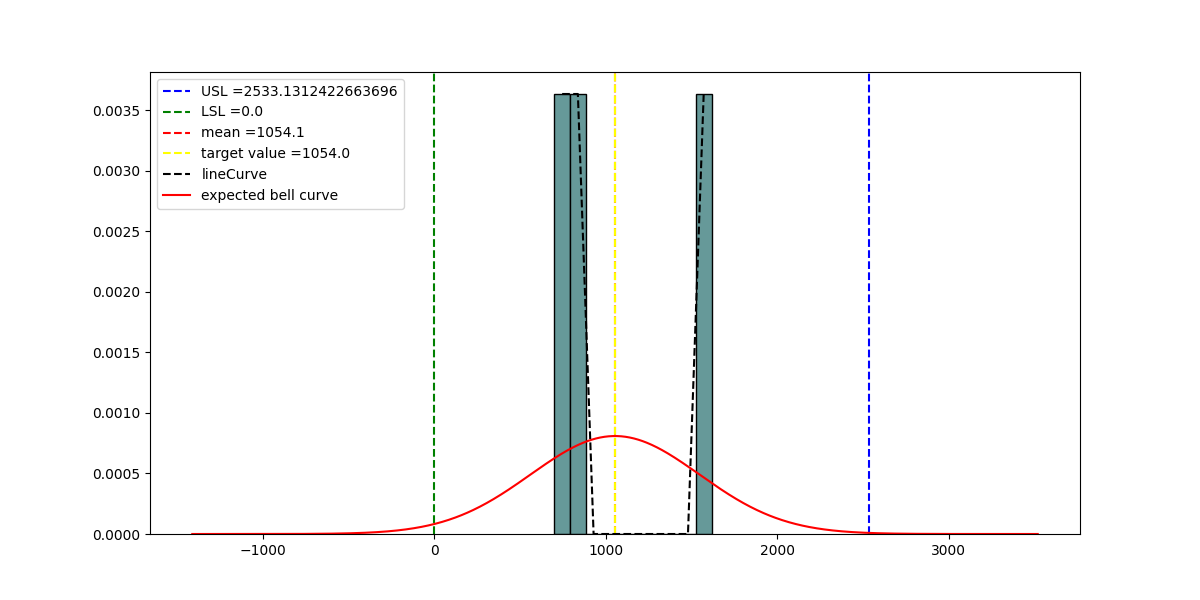 USL =2533.1312422663696
LSL =0.0
mean =1054.1
target value =1054.0
lineCurve
expected bell curve
0.0035
0.0030
0.0025
0.0020
0.0015
0.0010
0.0005
0.0000
−1000 0 1000 2000 3000